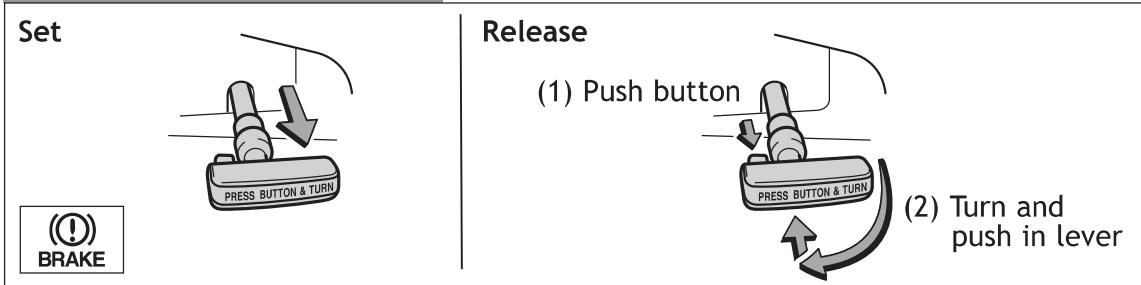 Set
PRESS BUTTON & TURN
BRAKE
Release
(1) Push button
PRESS BUTTON & TURN
(2) Turn and
push in lever